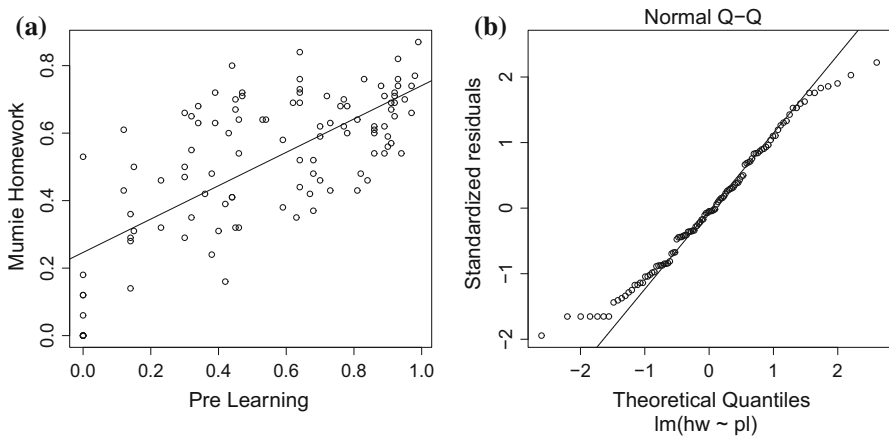 (a)
Mumie Homework
0.8
0.6
0.4
0.2
0.0
0.0 0.2 0.4 0.6 0.8 1.0
Pre Learning
(b)
Normal Q−Q
Standardized residuals
2
1
0
−1
−2
−2 −1 0 1 2
Theoretical Quantiles
lm(hw ~ pl)